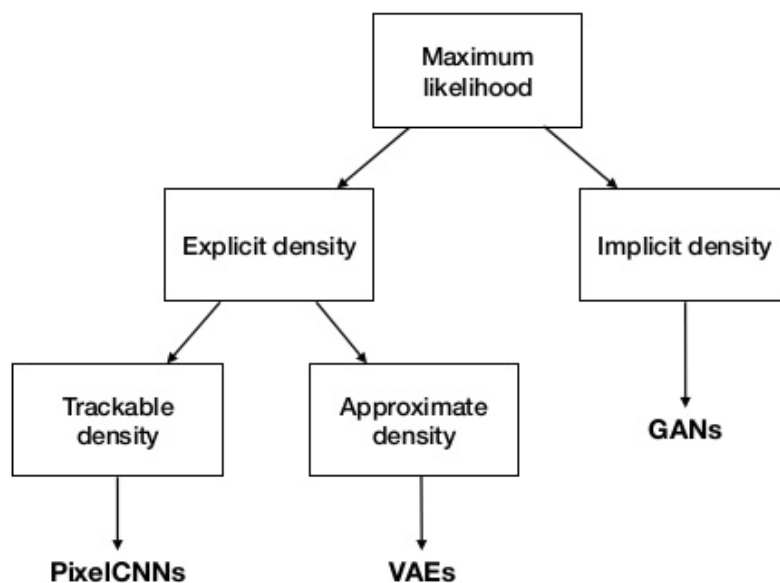 Maximum
likelihood
Explicit density
Implicit density
Trackable
density
Approximate
density
GANs
PixelCNNs
VAEs